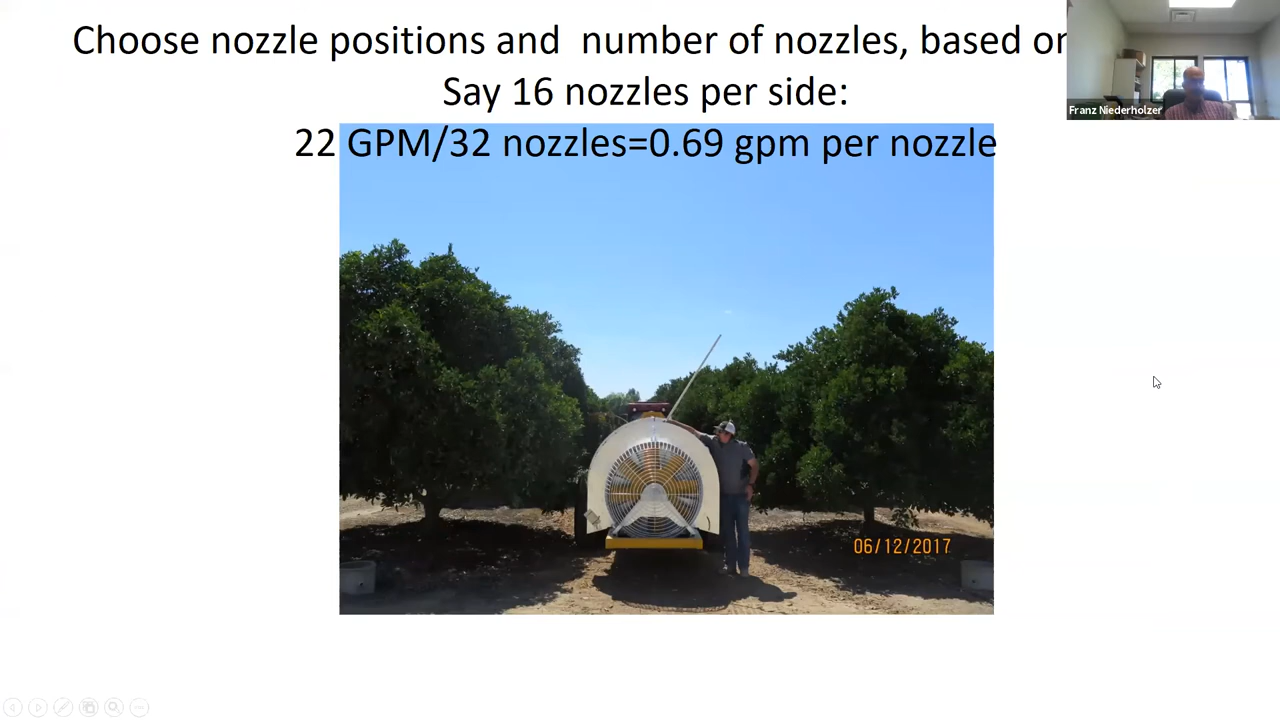 Choose nozzle positions and number of nozzles, based on
Say 16 nozzles per side:
22 GPM/32 nozzles=0.69 gpm per nozzle
Franz Niederholzer
06/12/2017